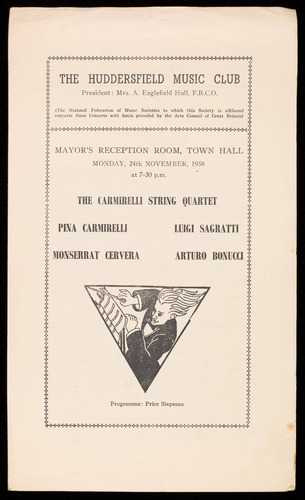 THE HUDDERSFIELD MUSIC CLUB
President: Mrs. A. Eaglefield Hull, F.R.C.O.
(The National Federation of Music Societies to which this Society is affiliated
supports these Concerts with funds provided by the Arts Council of Great Britain)
MAYOR'S RECEPTION ROOM, TOWN HALL
MONDAY, 24th NOVEMBER, 1958
at 7-30 p.m.
THE CARMIRELLI STRING QUARTET
PINA CARMIRELLI LUIGI SAGRATTI
MONSERRAT CERVERA ARTURO BONUCCI
Programme: Price Sixpence